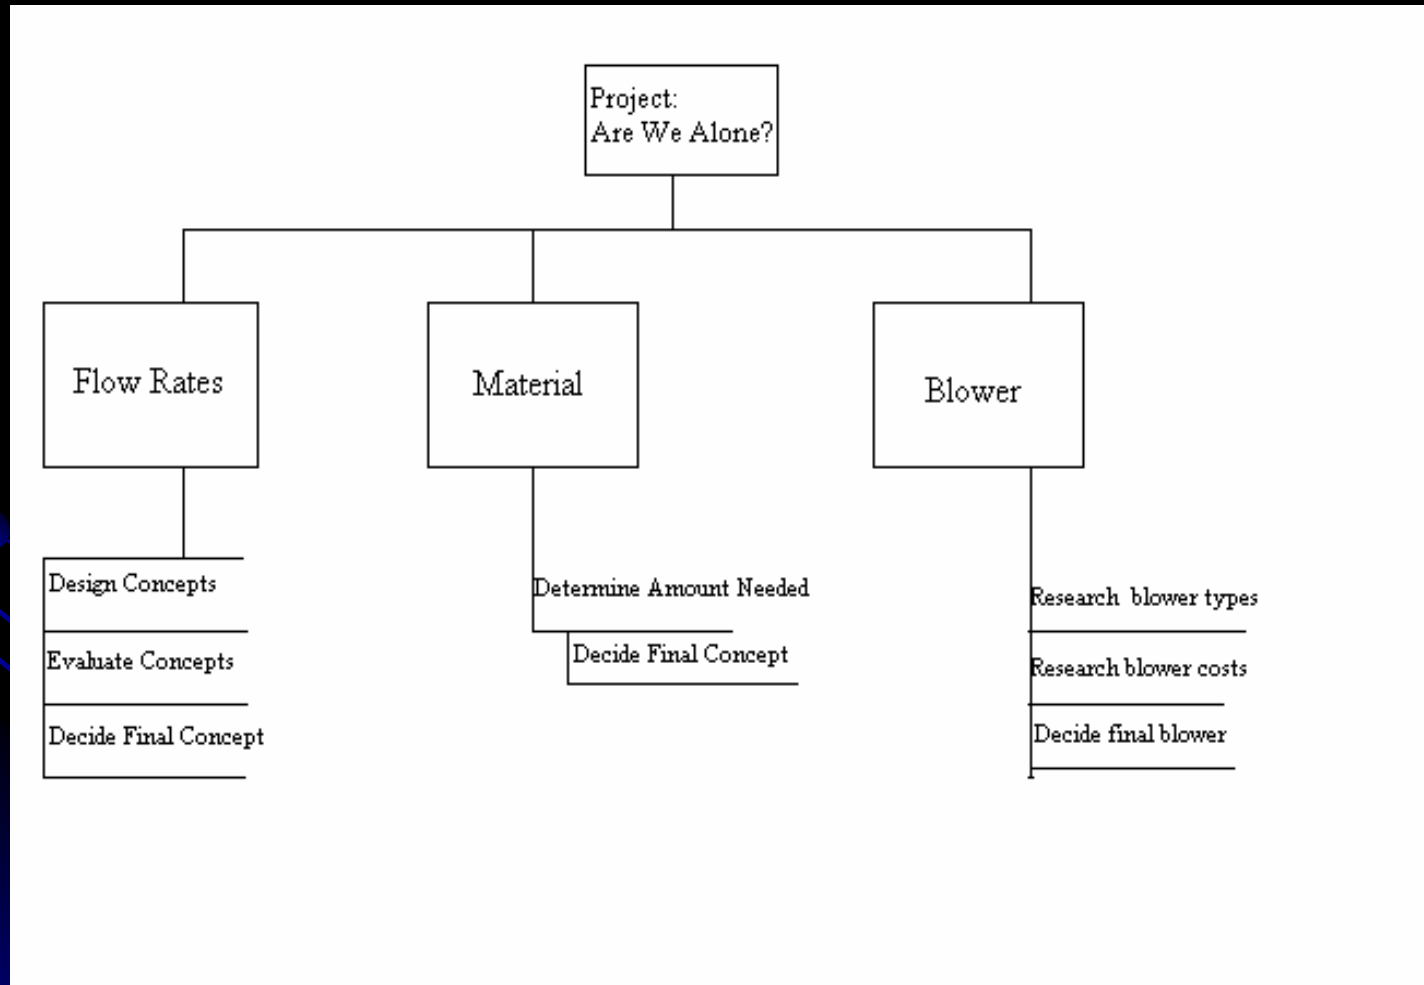 Project:
Are We Alone?
Flow Rates
Material
Blower
Design Concepts
Evaluate Concepts
Decide Final Concept
Determine Amount Needed
Decide Final Concept
Research blower types
Research blower costs
Decide final blower